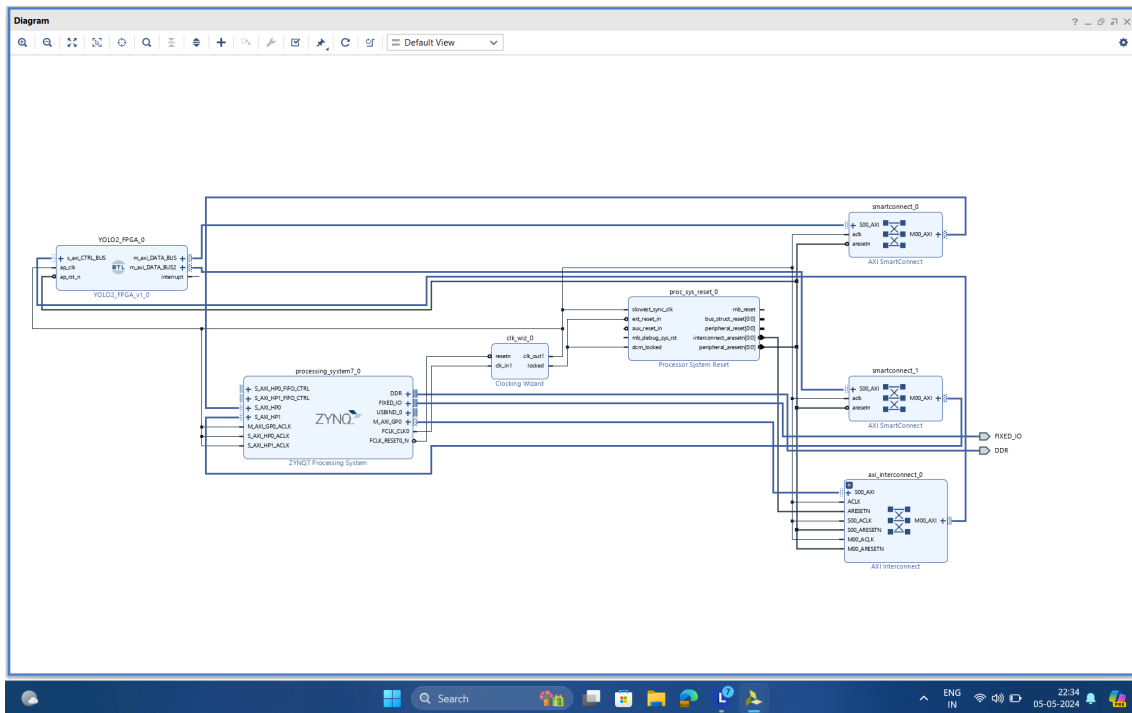 Diagram
? _ X
Default View
YOLO2_FPGA_0
s_axi_CTRL_BUS
ap_clk
ap_rst_n
RTL
m_axi_DATA_BUS
m_axi_DATA_BUS2
interrupt
YOLO2_FPGA_v1_0
smartconnect_0
S00_AXI
aclk
aresetn
M00_AXI
AXI SmartConnect
proc_sys_reset_0
slowest_sync_clk
ext_reset_in
aux_reset_in
mb_debug_sys_rst
dcm_locked
mb_reset
bus_struct_reset[0:0]
peripheral_reset[0:0]
interconnect_aresetn[0:0]
peripheral_aresetn[0:0]
Processor System Reset
clk_wiz_0
resetn
clk_in1
clk_out1
locked
Clocking Wizard
processing_system7_0
S_AXI_HP0_FIFO_CTRL
S_AXI_HP1_FIFO_CTRL
S_AXI_HP0
S_AXI_HP1
M_AXI_GP0_ACLK
S_AXI_HP0_ACLK
S_AXI_HP1_ACLK
ZYNQ
DDR
FIXED_IO
USBIND_0
M_AXI_GP0
FCLK_CLK0
FCLK_RESET0_N
ZYNQ7 Processing System
smartconnect_1
S00_AXI
aclk
aresetn
M00_AXI
AXI SmartConnect
FIXED_IO
DDR
axi_interconnect_0
S00_AXI
ACLK
ARESETN
S00_ACLK
S00_ARESETN
M00_ACLK
M00_ARESETN
M00_AXI
AXI Interconnect
Search
ENG
IN
22:34
05-05-2024